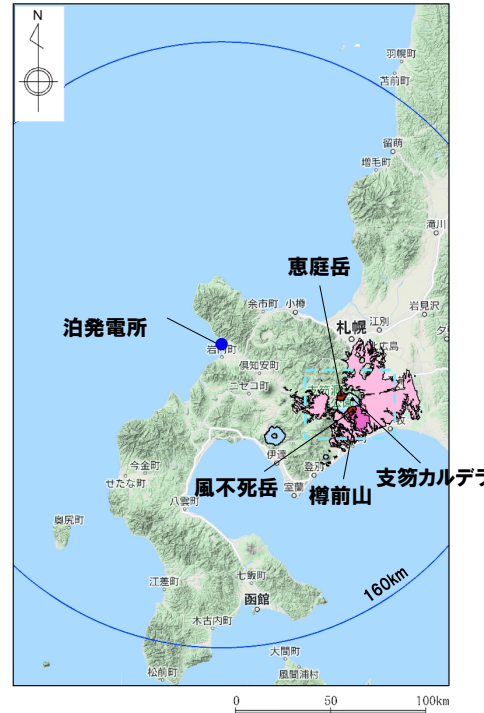 N
羽幌町
苫前町
留萌
増毛町
滝川
恵庭岳
余市町
小樽
岩見沢
泊発電所
札幌
江別
広島
岩内町
倶知安町
ニセコ町
伊達
支笏カルデラ
登別
風不死岳
室蘭
樽前山
今金町
せたな町
八雲町
奥尻町
160km
江差町
七飯町
函館
木古内町
大間町
松前町
風間浦村
0 50 100km